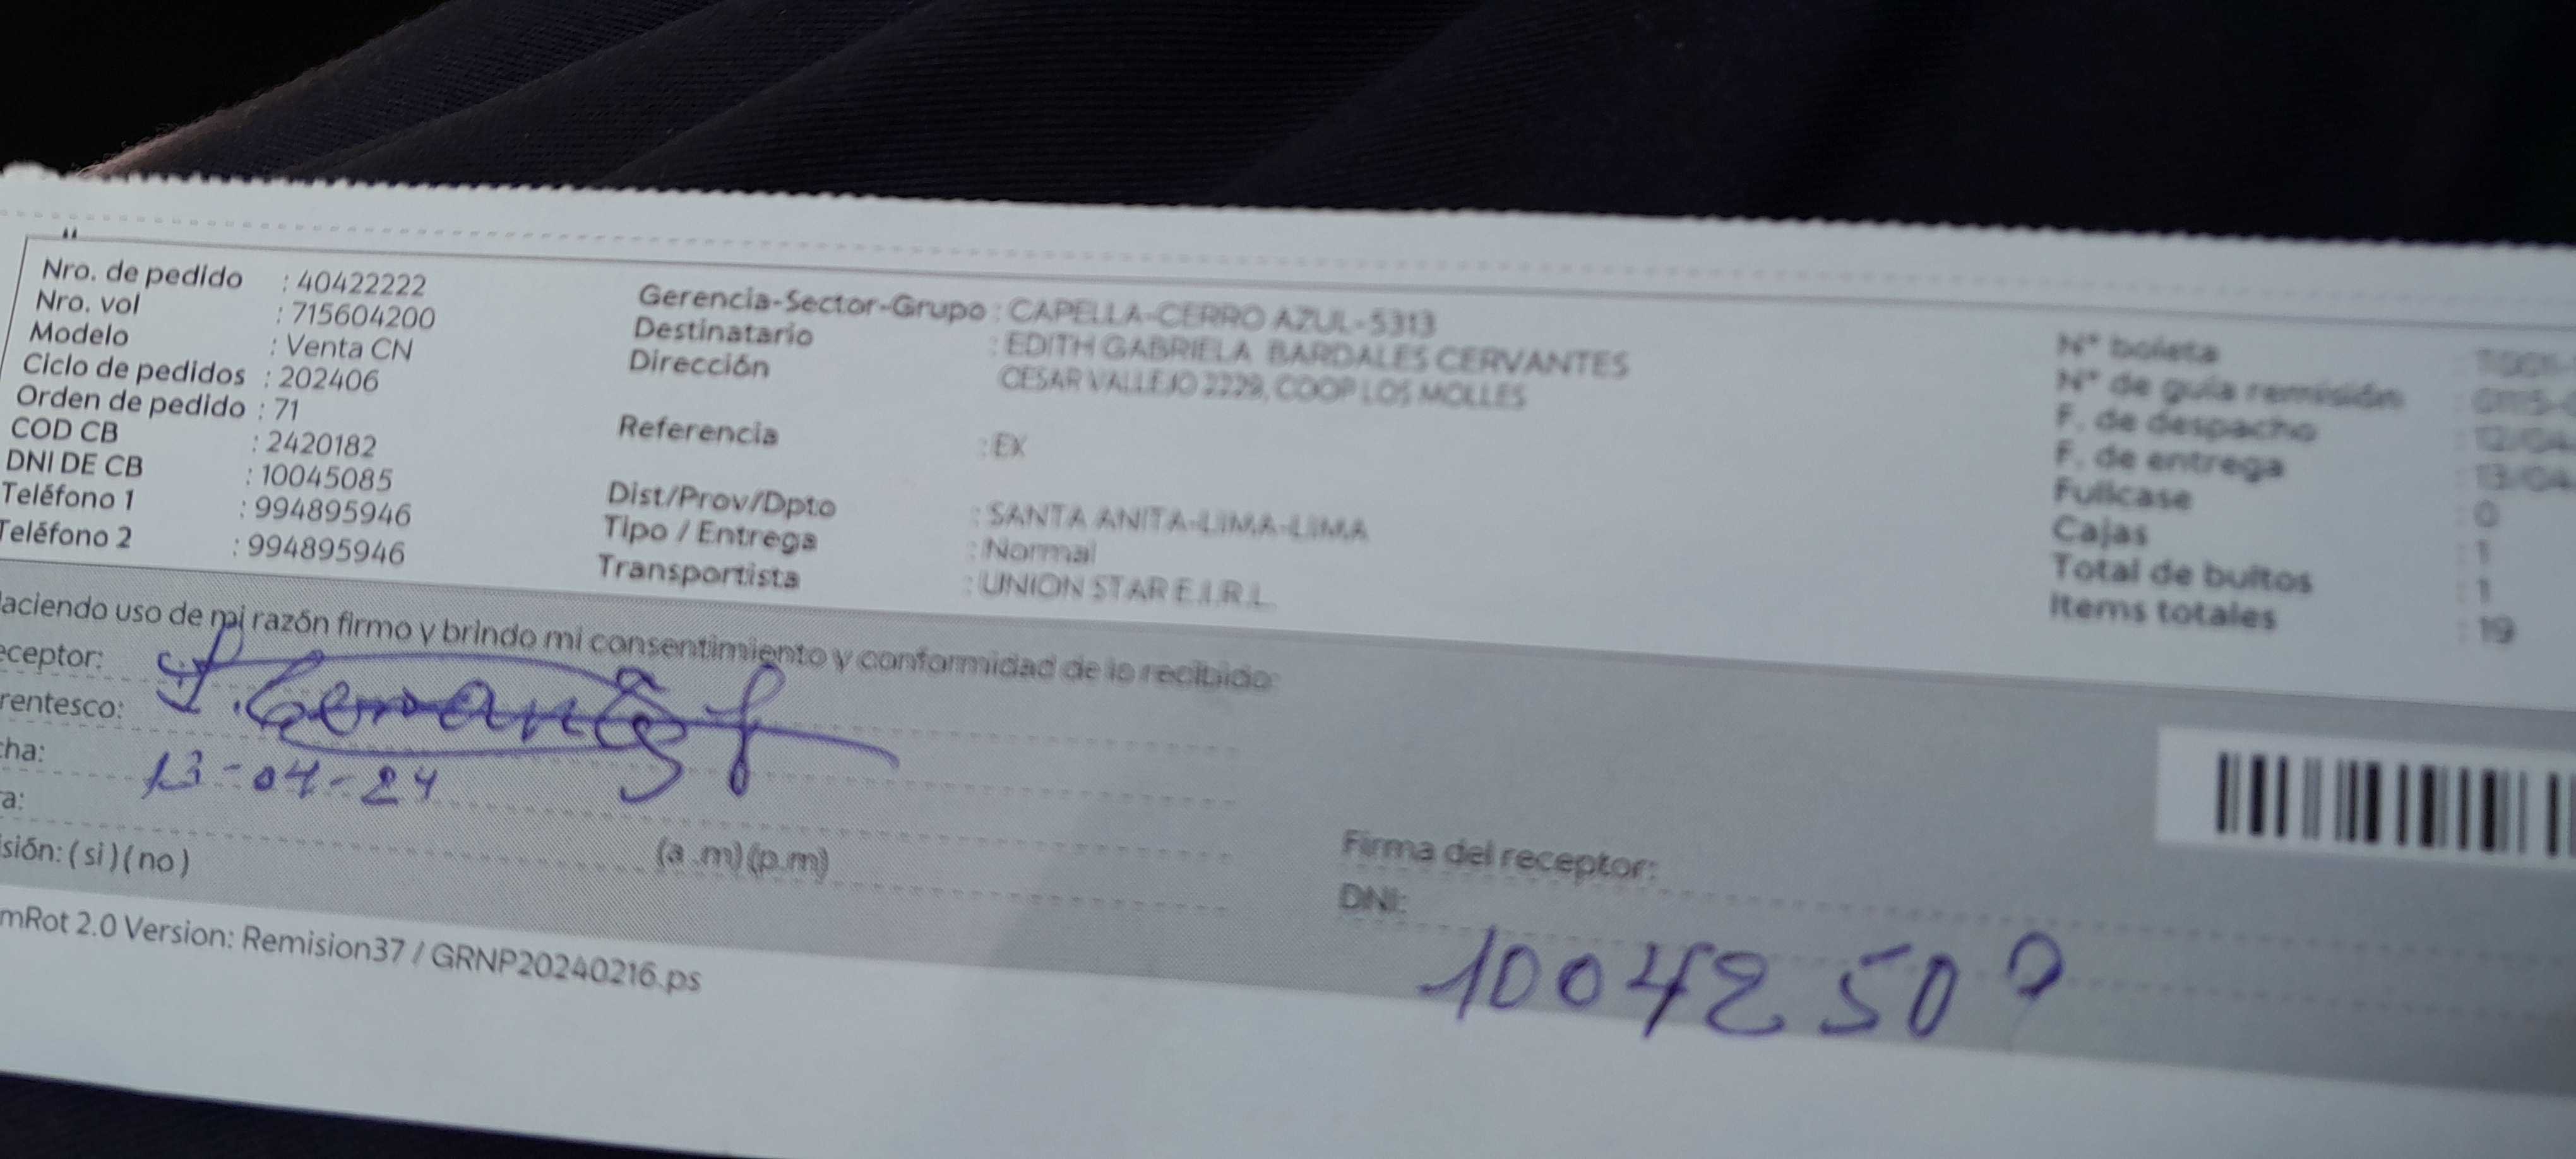 Nro. de pedido : 40422222
Nro. vol : 715604200
Modelo : Venta CN
Ciclo de pedidos : 202406
Orden de pedido : 71
COD CB : 2420182
DNI DE CB : 10045085
Teléfono 1 : 994895946
Teléfono 2 : 994895946
Gerencia-Sector-Grupo : CAPELLA-CERRO AZUL-5313
Destinatario : EDITH GABRIELA BARDALES CERVANTES
Dirección CESAR VALLEJO 2229, COOP LOS MOLLES
Referencia : EX
Dist/Prov/Dpto : SANTA ANITA-LIMA-LIMA
Tipo / Entrega : Normal
Transportista : UNION STAR E.I.R.L.
N° boleta
N° de guia remisión
F. de despacho : 12/04
F. de entrega : 13/04
Fullcase : 0
Cajas : 1
Total de bultos : 1
Items totales : 19
aciendo uso de mi razón firmo y brindo mi consentimiento y conformidad de lo recibido:
eceptor:
rentesco:
cha: 13-04-24
a: (a.m)(p.m)
sión: (si) (no)
Firma del receptor:
DNI: 1004250
mRot 2.0 Version: Remision37 / GRNP20240216.ps